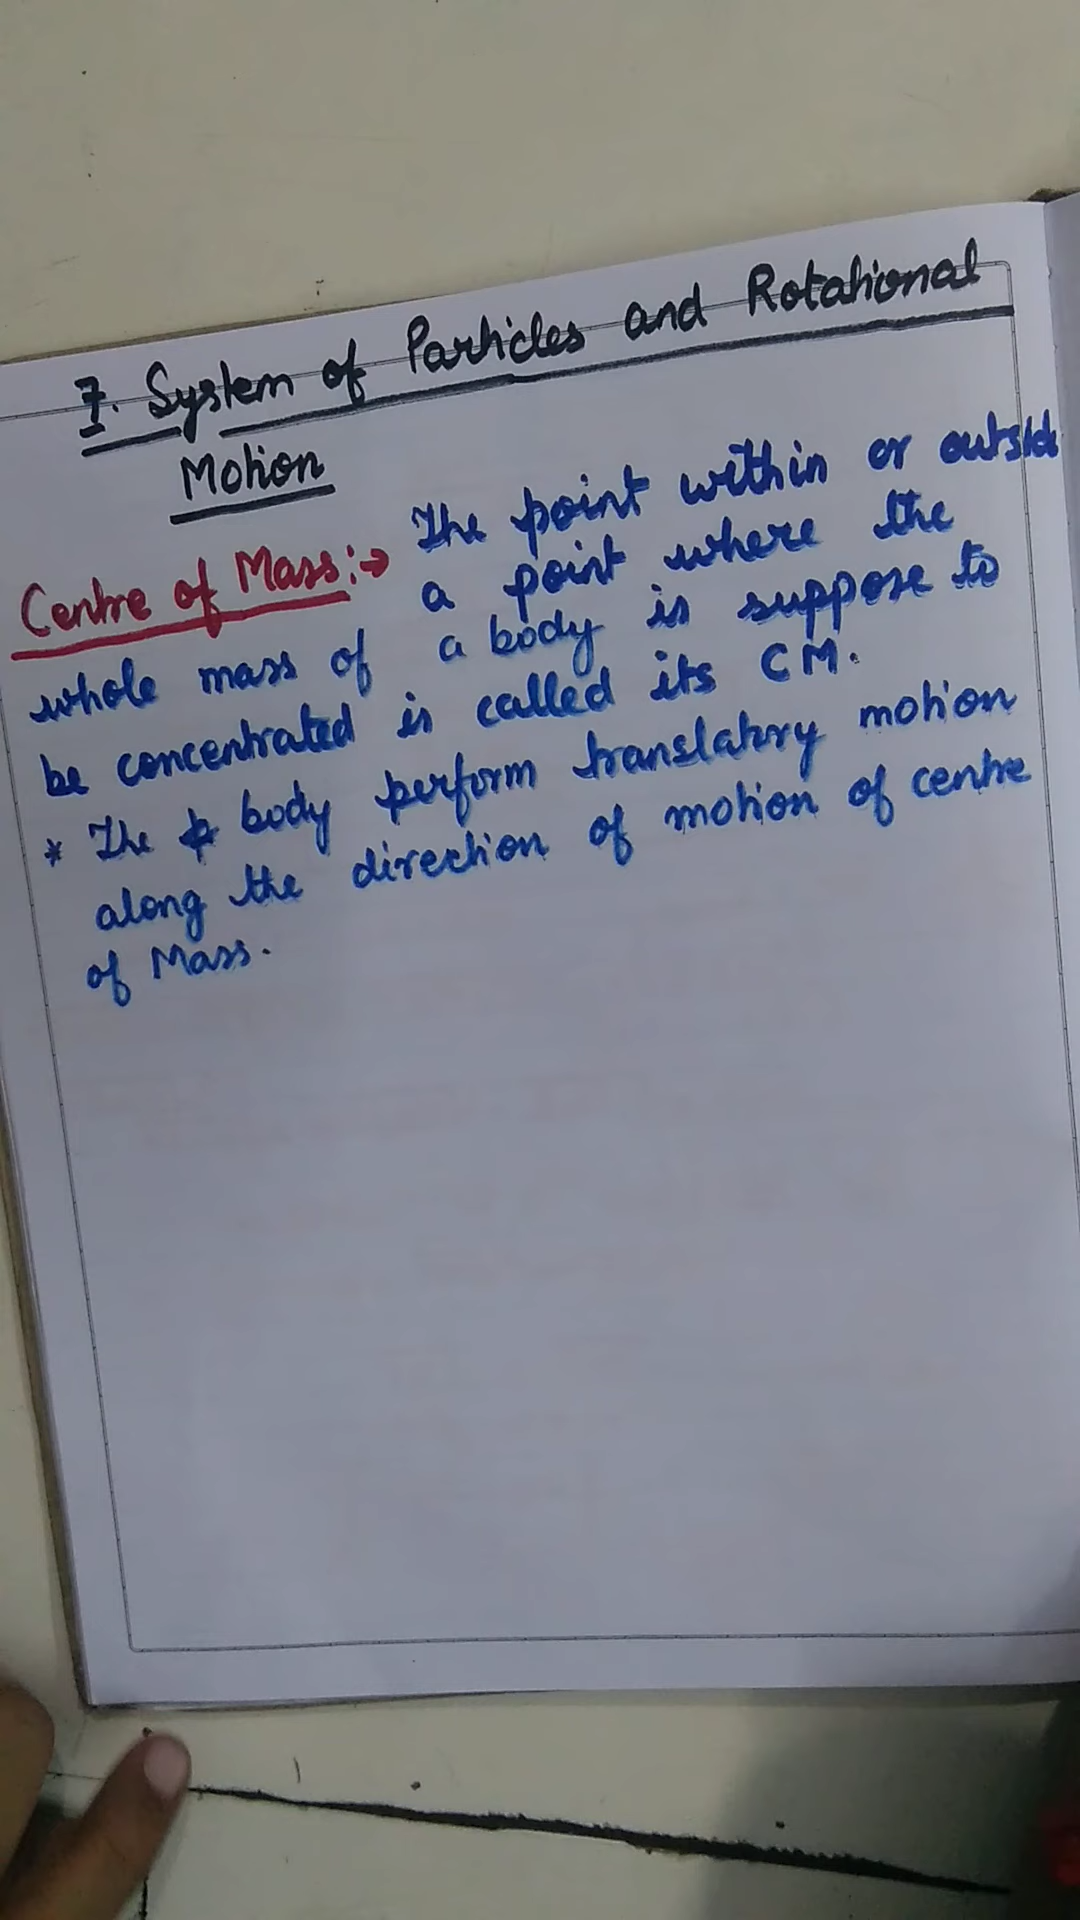 7. System of Particles and Rotational
Motion
Centre of Mass:→ The point within or outside
a point where the
whole mass of a body is suppose to
be concentrated is called its CM.
* The body perform translatory motion
along the direction of motion of centre
of Mass.